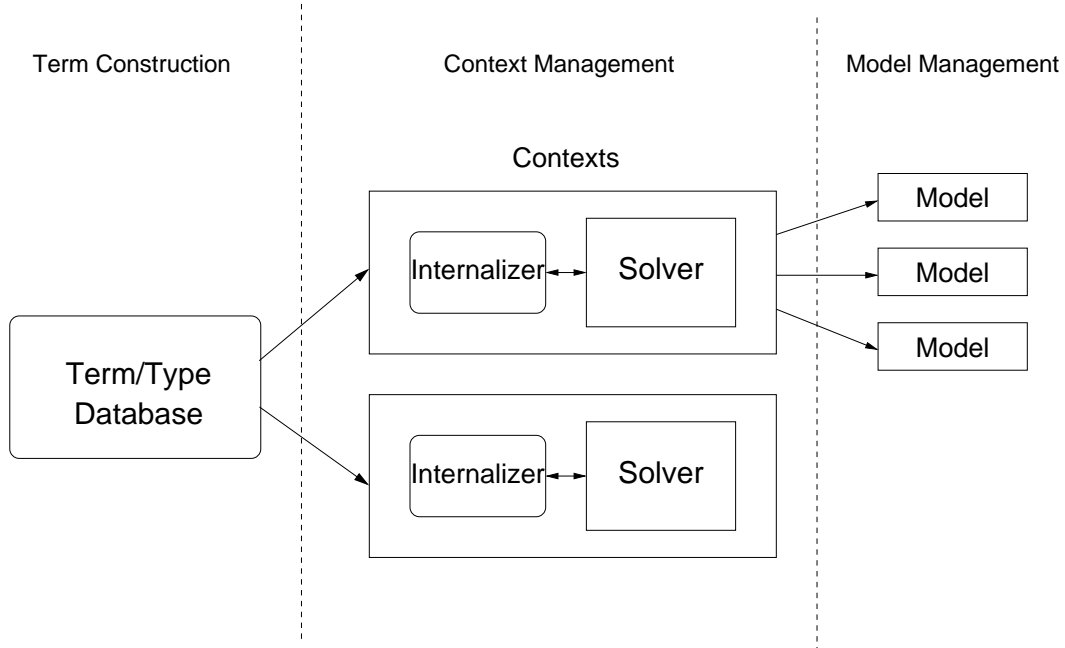 Term Construction
Context Management
Model Management
Contexts
Model
Internalizer
Solver
Model
Model
Term/Type
Database
Internalizer
Solver